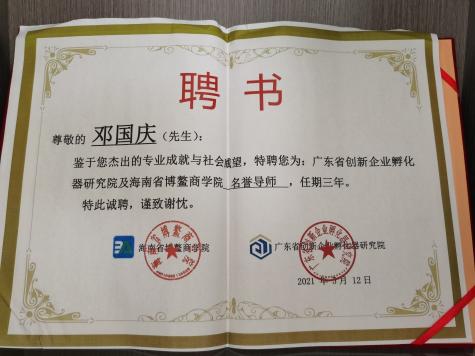 聘书
尊敬的 邓国庆 (先生):
鉴于您杰出的专业成就与社会威望，特聘您为：广东省创新企业孵化
器研究院及海南省博鳌商学院 名誉导师 ，任期三年。
特此诚聘，谨致谢忱。
海南省博鳌商学院 广东省创新企业孵化器研究院
2021 年 3 月 12 日